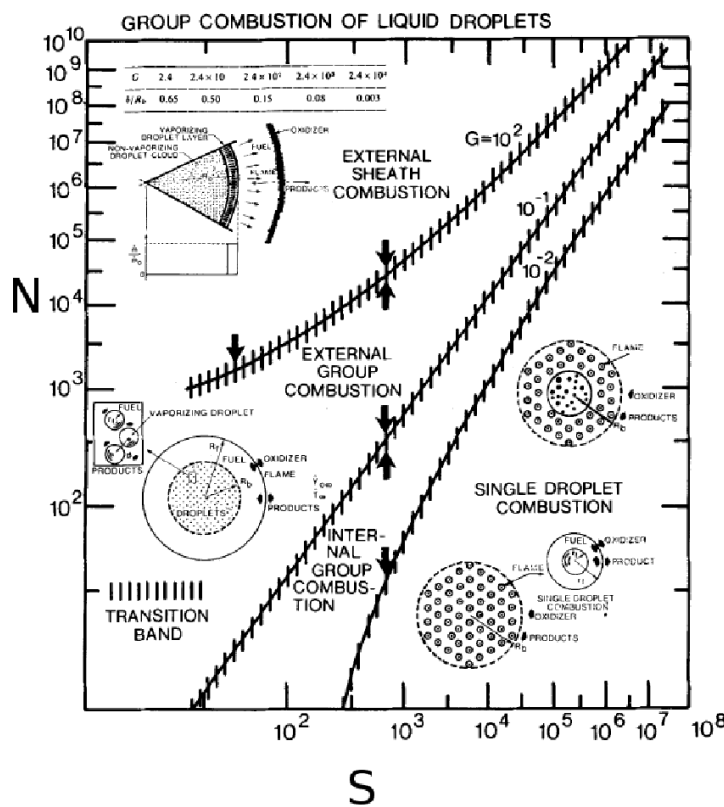 GROUP COMBUSTION OF LIQUID DROPLETS
10^10
10^9
10^8
10^7
10^6
10^5
10^4
10^3
10^2
N
G 2.4 2.4 × 10 2.4 × 10² 2.4 × 10³
0.65 0.50 0.15 0.08 0.003
VAPORIZING
DROPLET LAYER
NON-VAPORIZING
DROPLET-CLOUD
FUEL
OXIDIZER
FLAME
PRODUCTS
0
EXTERNAL
SHEATH
COMBUSTION
G=10^2
10^-1
10^-2
EXTERNAL
GROUP
COMBUSTION
FUEL
VAPORIZING DROPLET
PRODUCTS
FUEL
OXIDIZER
FLAME
PRODUCTS
DROPLETS
FLAME
OXIDIZER
PRODUCTS
SINGLE DROPLET
COMBUSTION
INTER-
NAL
GROUP
COMBUS-
TION
TRANSITION
BAND
FUEL
OXIDIZER
PRODUCT
SINGLE DROPLET
COMBUSTION
FLAME
OXIDIZER
PRODUCTS
10^2 10^3 10^4 10^5 10^6 10^7 10^8
S